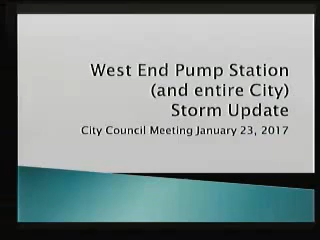 West End Pump Station
(and entire City)
Storm Update
City Council Meeting January 23, 2017